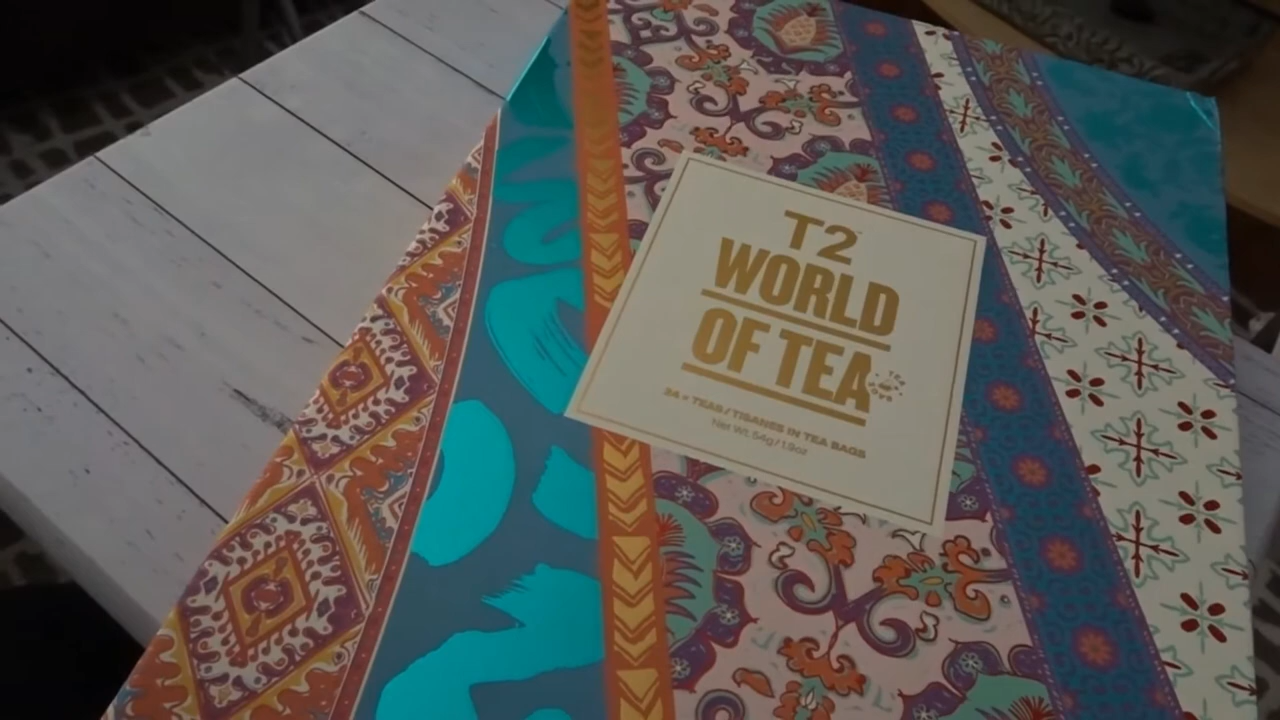 T2
WORLD
OF TEA
24 x TEAS / TISANES IN TEA BAGS
Net Wt. 54g / 1.9oz